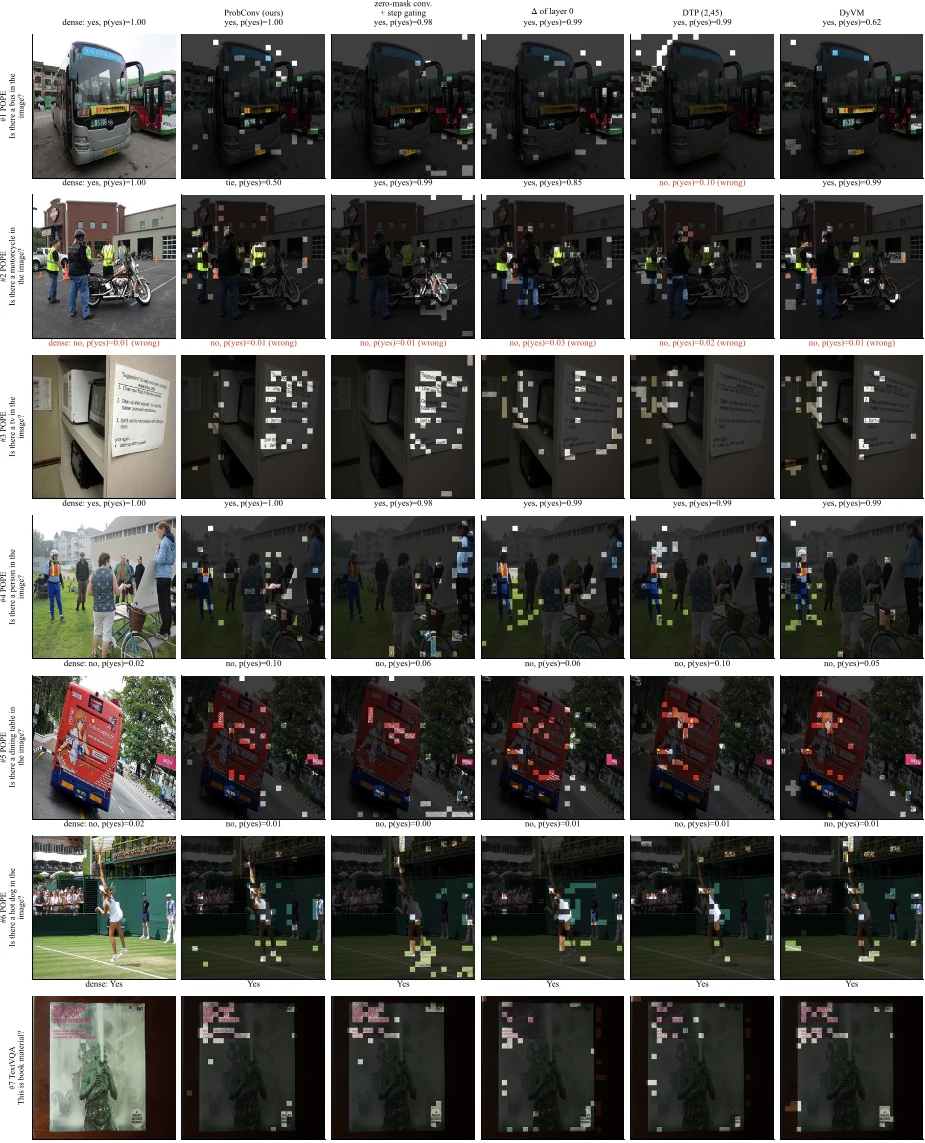 zero-mask conv.
ProbConv (ours) + step gating Δ of layer 0 DTP (2,45) DyVM
dense: yes, p(yes)=1.00 yes, p(yes)=1.00 yes, p(yes)=0.98 yes, p(yes)=0.99 yes, p(yes)=0.99 yes, p(yes)=0.62
#1 POPE
Is there a bus in the
image?
dense: yes, p(yes)=1.00 tie, p(yes)=0.50 yes, p(yes)=0.99 yes, p(yes)=0.85 no, p(yes)=0.10 (wrong) yes, p(yes)=0.99
#2 POPE
Is there a motorcycle in
the image?
dense: no, p(yes)=0.01 (wrong) no, p(yes)=0.01 (wrong) no, p(yes)=0.01 (wrong) no, p(yes)=0.03 (wrong) no, p(yes)=0.02 (wrong) no, p(yes)=0.01 (wrong)
#3 POPE
Is there a tv in the
image?
dense: yes, p(yes)=1.00 yes, p(yes)=1.00 yes, p(yes)=0.98 yes, p(yes)=0.99 yes, p(yes)=0.99 yes, p(yes)=0.99
#4 POPE
Is there a person in the
image?
dense: no, p(yes)=0.02 no, p(yes)=0.10 no, p(yes)=0.06 no, p(yes)=0.06 no, p(yes)=0.10 no, p(yes)=0.05
#5 POPE
Is there a dining table in
the image?
dense: no, p(yes)=0.02 no, p(yes)=0.01 no, p(yes)=0.00 no, p(yes)=0.01 no, p(yes)=0.01 no, p(yes)=0.01
#6 POPE
Is there a hot dog in the
image?
dense: Yes Yes Yes Yes Yes Yes
#7 TextVQA
This is book material?